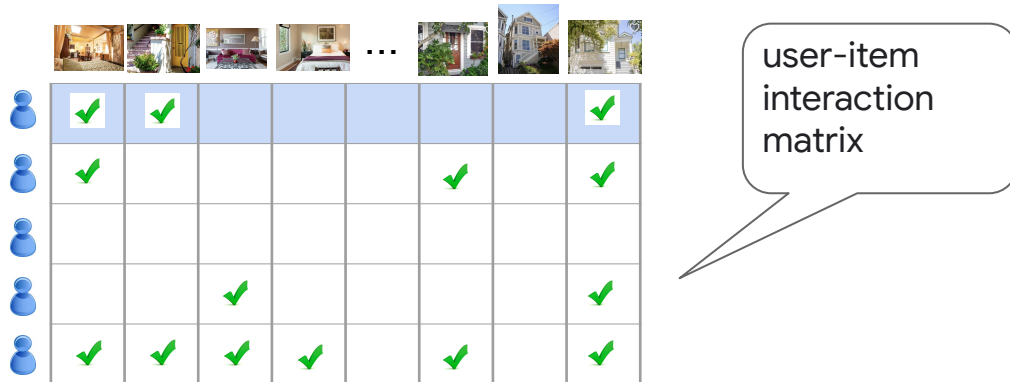 ...
user-item
interaction
matrix